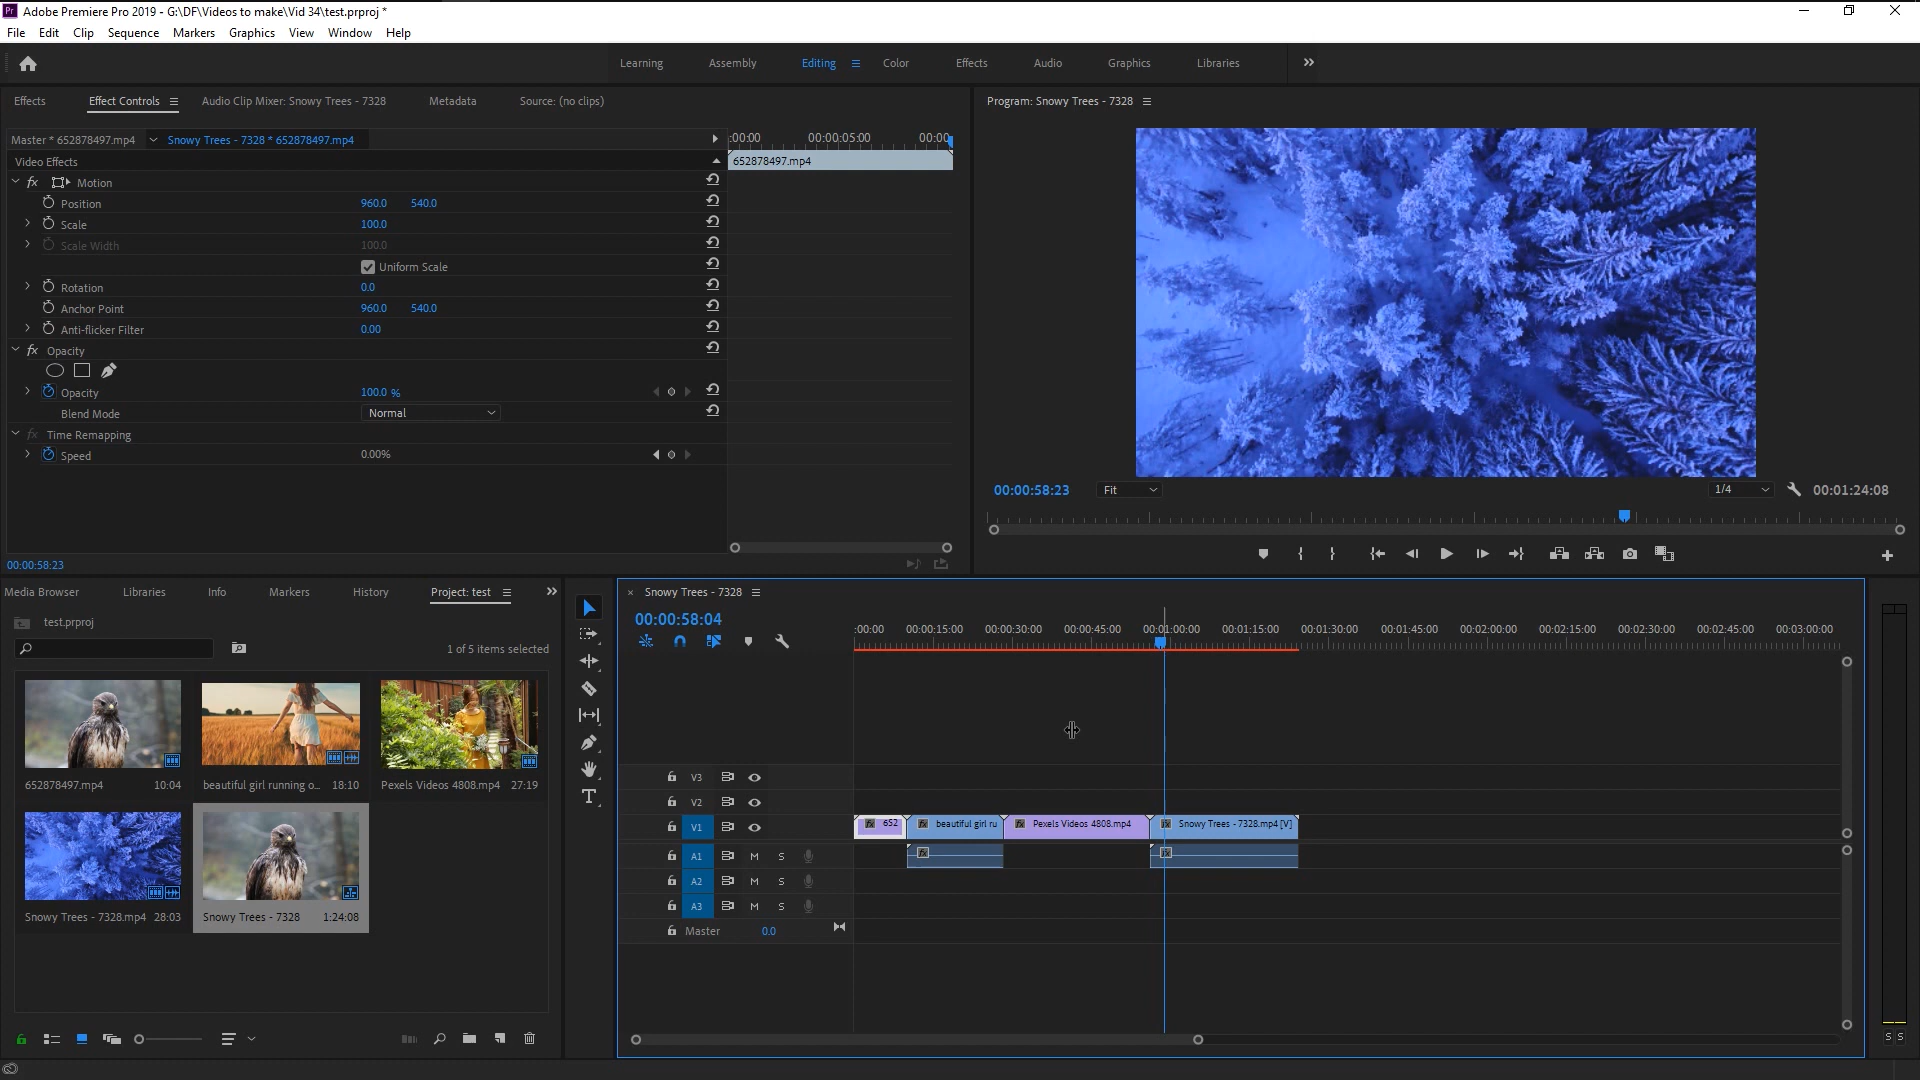 Pr Adobe Premiere Pro 2019 - G:\DF\Videos to make\Vid 34\test.prproj *
File Edit Clip Sequence Markers Graphics View Window Help
Learning Assembly Editing Color Effects Audio Graphics Libraries
Effects Effect Controls Audio Clip Mixer: Snowy Trees - 7328 Metadata Source: (no clips)
Program: Snowy Trees - 7328
Master * 652878497.mp4 Snowy Trees - 7328 * 652878497.mp4
:00:00 00:00:05:00 00:00:
Video Effects
652878497.mp4
fx Motion
Position 960.0 540.0
Scale 100.0
Scale Width 100.0
Uniform Scale
Rotation 0.0
Anchor Point 960.0 540.0
Anti-flicker Filter 0.00
fx Opacity
Opacity 100.0 %
Blend Mode Normal
fx Time Remapping
Speed 0.00%
00:00:58:23
00:00:58:23 Fit 1/4 00:01:24:08
Media Browser Libraries Info Markers History Project: test
test.prproj
1 of 5 items selected
652878497.mp4 10:04
beautiful girl running o... 18:10
Pexels Videos 4808.mp4 27:19
Snowy Trees - 7328.mp4 28:03
Snowy Trees - 7328 1:24:08
T
× Snowy Trees - 7328
00:00:58:04
:00:00 00:00:15:00 00:00:30:00 00:00:45:00 00:01:00:00 00:01:15:00 00:01:30:00 00:01:45:00 00:02:00:00 00:02:15:00 00:02:30:00 00:02:45:00 00:03:00:00
V3
V2
V1
fx 652 fx beautiful girl ru fx Pexels Videos 4808.mp4 fx Snowy Trees - 7328.mp4 [V]
A1 M S fx fx
A2 M S
A3 M S
Master 0.0
S S